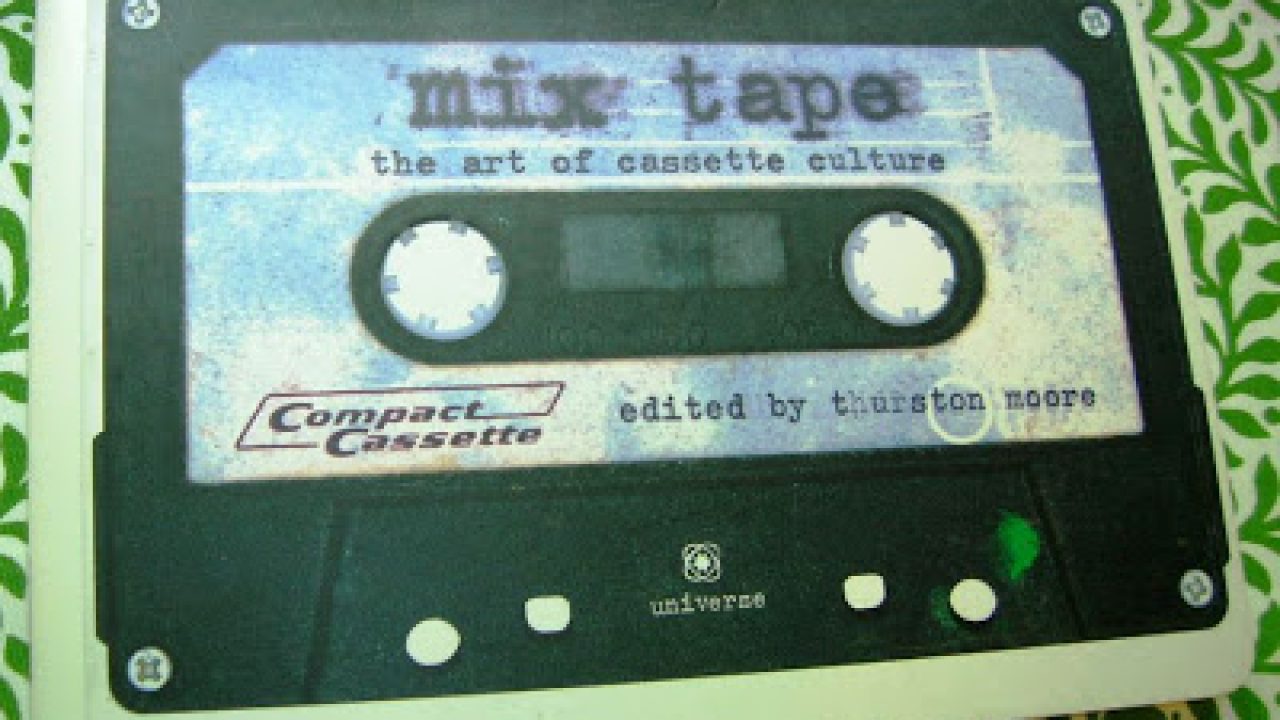 mix tape
the art of cassette culture
Compact
Cassette
edited by thurston moore
universe